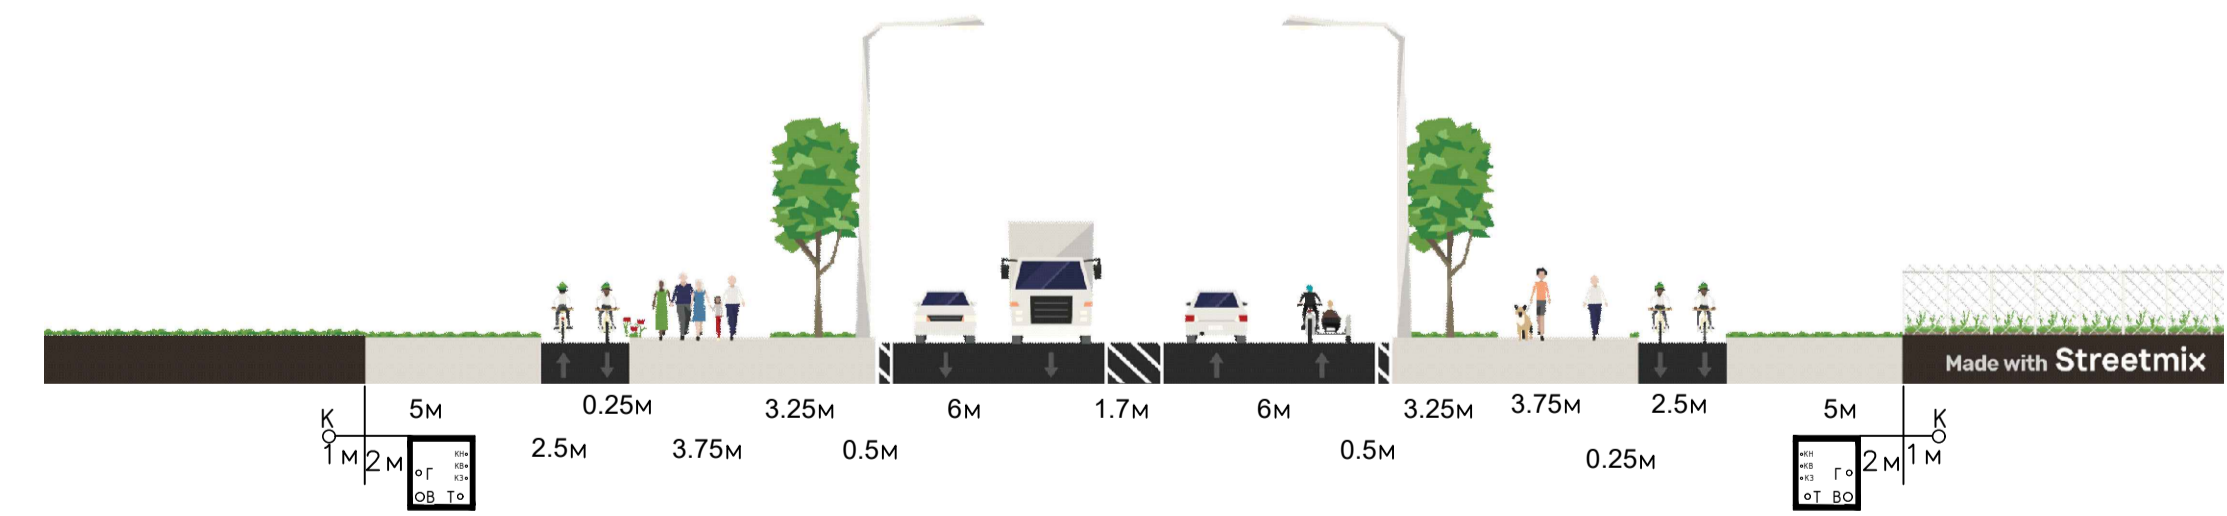 Made with Streetmix
5м
0.25м
3.25м
6м
1.7м
6м
3.25м
3.75м
2.5м
5м
2.5м
3.75м
0.5м
0.5м
0.25м
К
1 м
2 м
КН
КВ
КЗ
Г
В Т
К
2 м
1 м
КН
КВ
КЗ
Г
Т В